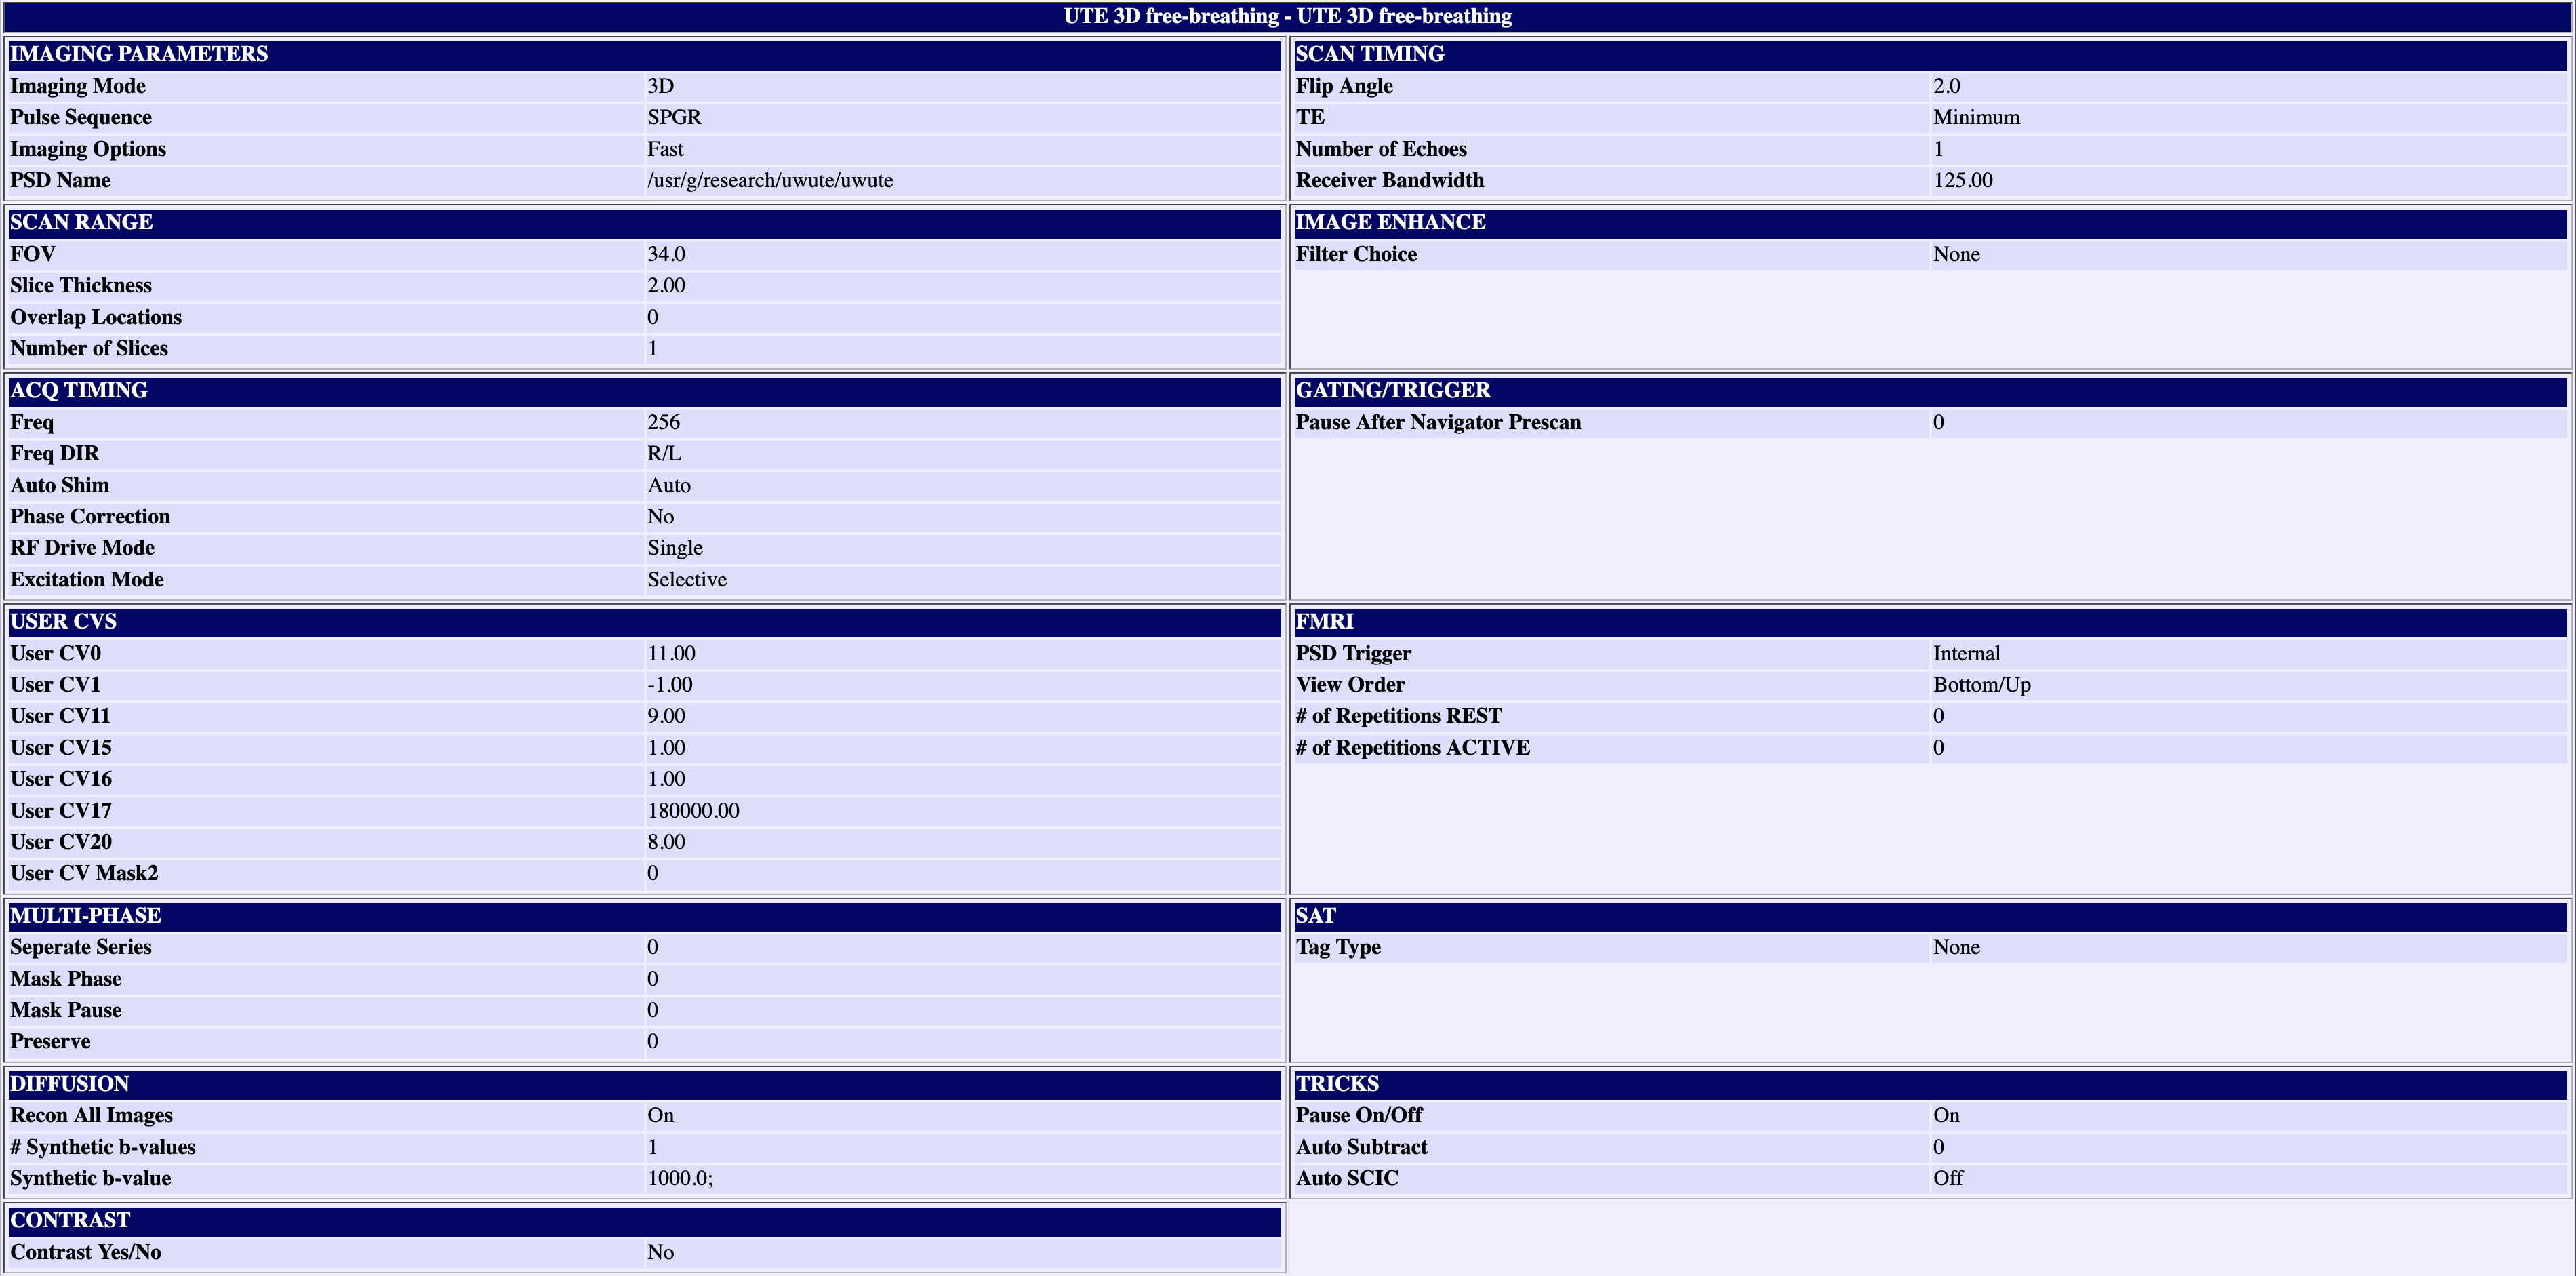 UTE 3D free-breathing - UTE 3D free-breathing
IMAGING PARAMETERS
Imaging Mode 3D
Pulse Sequence SPGR
Imaging Options Fast
PSD Name /usr/g/research/uwute/uwute
SCAN TIMING
Flip Angle 2.0
TE Minimum
Number of Echoes 1
Receiver Bandwidth 125.00
SCAN RANGE
FOV 34.0
Slice Thickness 2.00
Overlap Locations 0
Number of Slices 1
IMAGE ENHANCE
Filter Choice None
ACQ TIMING
Freq 256
Freq DIR R/L
Auto Shim Auto
Phase Correction No
RF Drive Mode Single
Excitation Mode Selective
GATING/TRIGGER
Pause After Navigator Prescan 0
USER CVS
User CV0 11.00
User CV1 -1.00
User CV11 9.00
User CV15 1.00
User CV16 1.00
User CV17 180000.00
User CV20 8.00
User CV Mask2 0
FMRI
PSD Trigger Internal
View Order Bottom/Up
# of Repetitions REST 0
# of Repetitions ACTIVE 0
MULTI-PHASE
Seperate Series 0
Mask Phase 0
Mask Pause 0
Preserve 0
SAT
Tag Type None
DIFFUSION
Recon All Images On
# Synthetic b-values 1
Synthetic b-value 1000.0;
TRICKS
Pause On/Off On
Auto Subtract 0
Auto SCIC Off
CONTRAST
Contrast Yes/No No